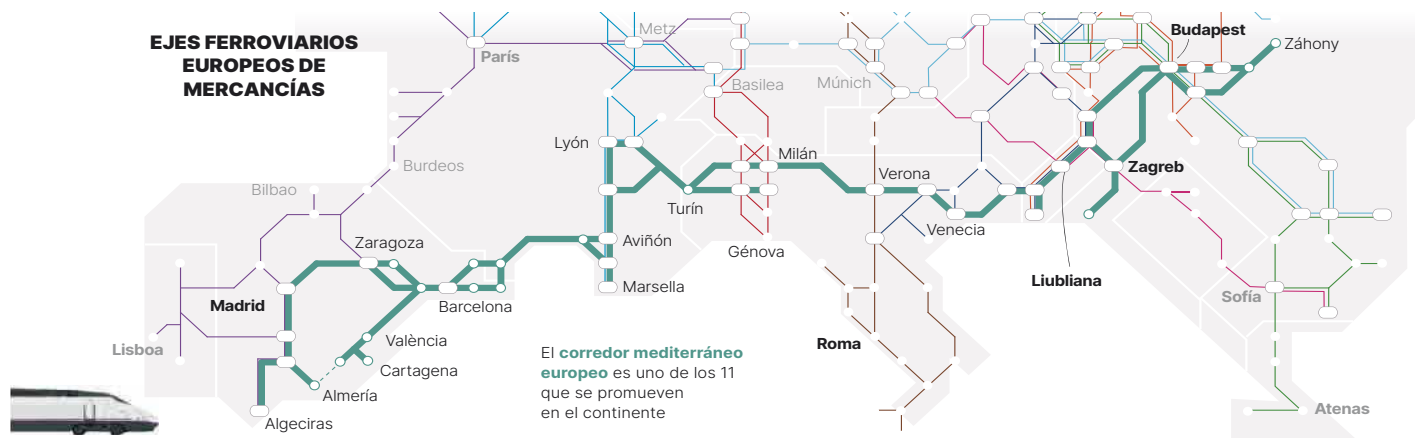 EJES FERROVIARIOS
EUROPEOS DE
MERCANCÍAS
París
Metz
Basilea
Múnich
Budapest
Záhony
Burdeos
Bilbao
Lyón
Milán
Turín
Verona
Zagreb
Zaragoza
Aviñón
Génova
Venecia
Liubliana
Madrid
Barcelona
Marsella
Sofía
Lisboa
València
Cartagena
Almería
Algeciras
Roma
Atenas
El corredor mediterráneo
europeo es uno de los 11
que se promueven
en el continente